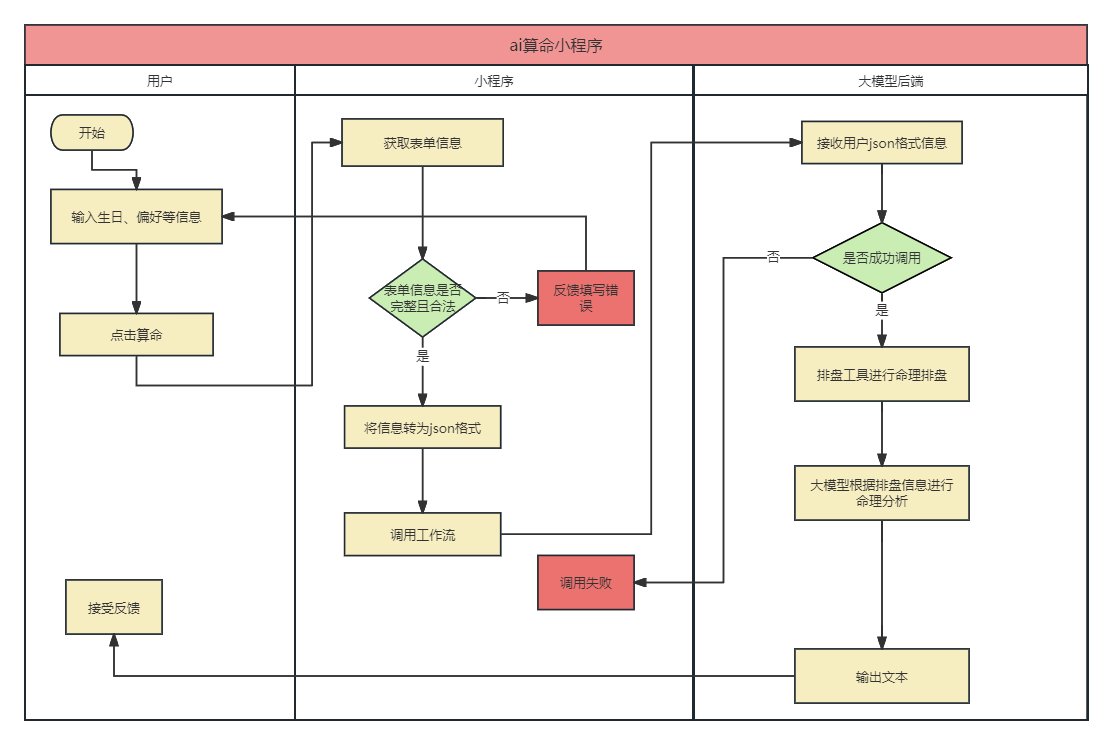 ai算命小程序
用户
小程序
大模型后端
开始
输入生日、偏好等信息
点击算命
接受反馈
获取表单信息
表单信息是否
完整且合法
否
反馈填写错
误
是
将信息转为json格式
调用工作流
调用失败
接收用户json格式信息
是否成功调用
否
是
排盘工具进行命理排盘
大模型根据排盘信息进行
命理分析
输出文本